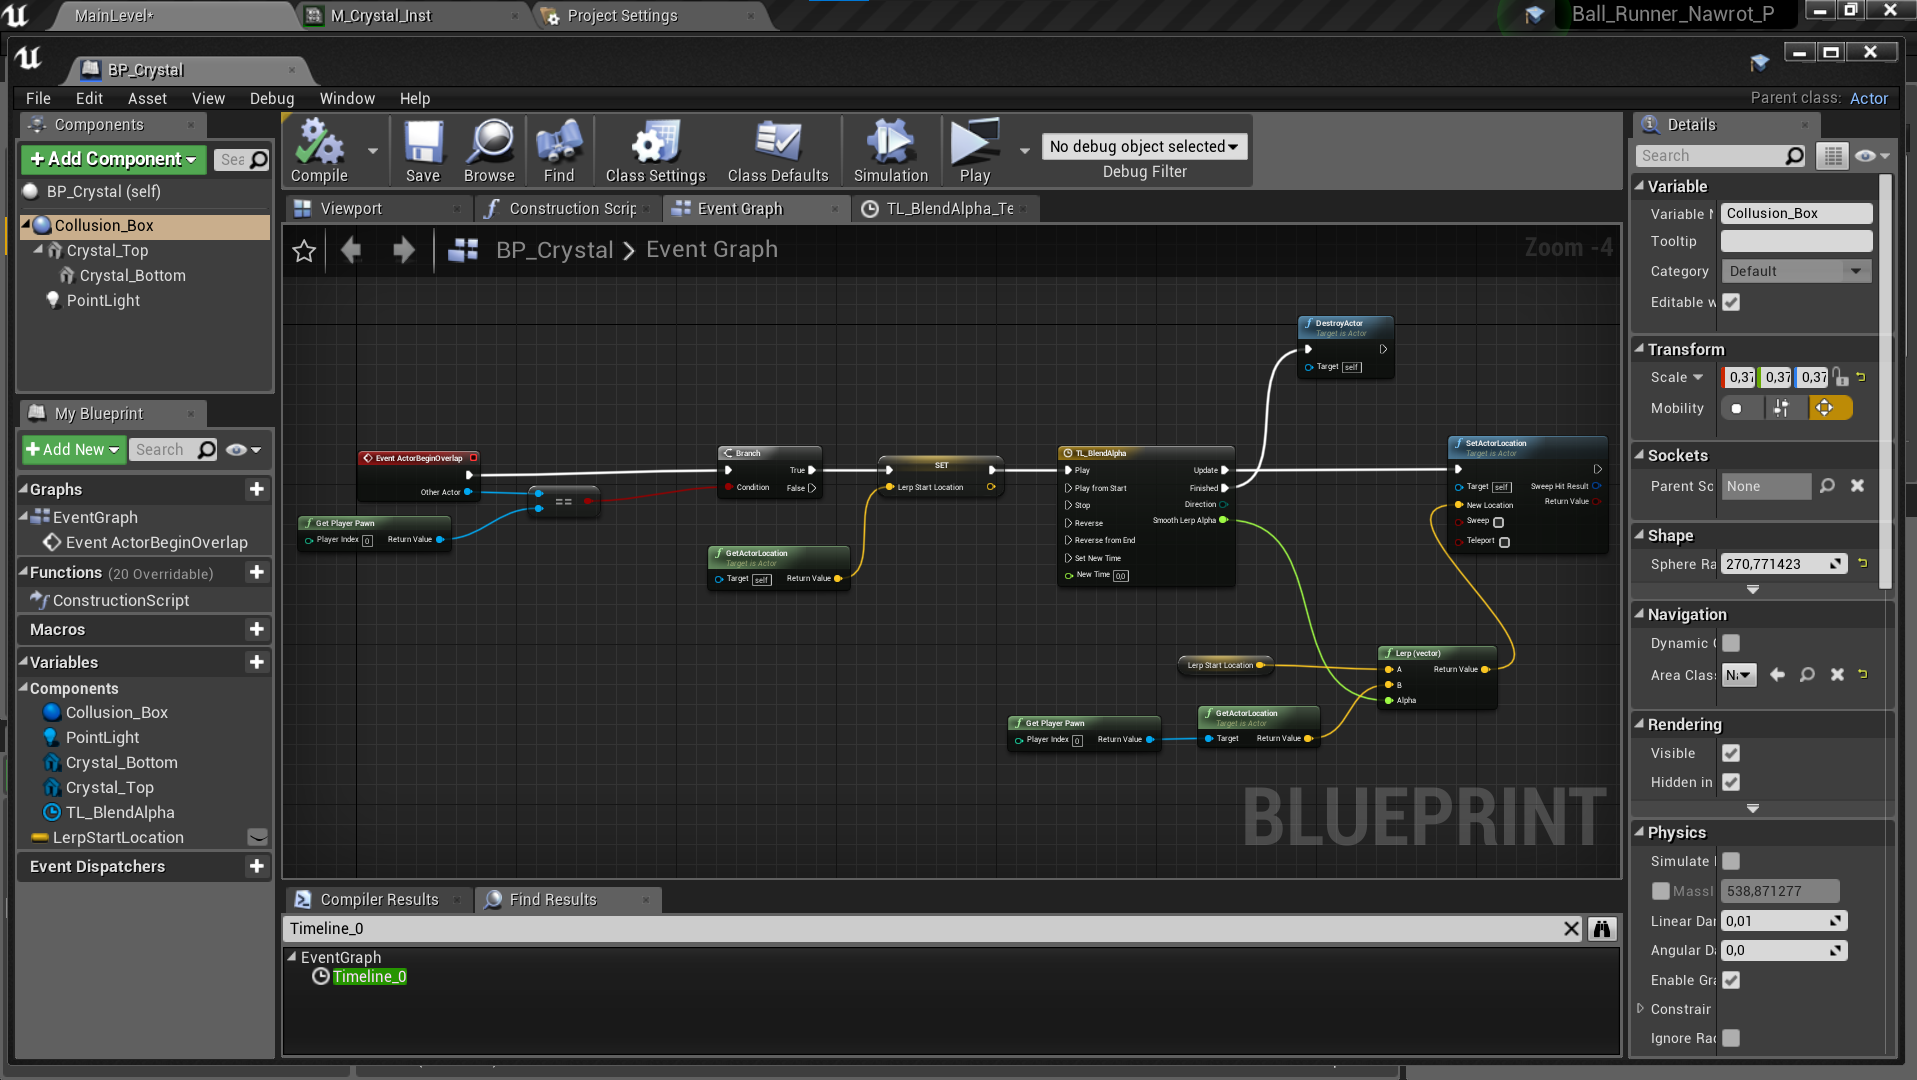 MainLevel*
M_Crystal_Inst
Project Settings
Ball_Runner_Nawrot_P
BP_Crystal
File Edit Asset View Debug Window Help
Parent class: Actor
Components
+ Add Component
Sea
BP_Crystal (self)
Collusion_Box
Crystal_Top
Crystal_Bottom
PointLight
Compile
Save
Browse
Find
Class Settings
Class Defaults
Simulation
Play
No debug object selected
Debug Filter
Viewport
Construction Scrip
Event Graph
TL_BlendAlpha_Te
BP_Crystal > Event Graph
Zoom -4
My Blueprint
+ Add New
Search
Graphs
EventGraph
Event ActorBeginOverlap
Functions (20 Overridable)
ConstructionScript
Macros
Variables
Components
Collusion_Box
PointLight
Crystal_Bottom
Crystal_Top
TL_BlendAlpha
LerpStartLocation
Event Dispatchers
Event ActorBeginOverlap
Other Actor
Get Player Pawn
Player Index 0 Return Value
==
Branch
True
Condition False
GetActorLocation
Target is Actor
Target self Return Value
SET
Lerp Start Location
TL_BlendAlpha
Play Update
Play from Start Finished
Stop Direction
Reverse Smooth Lerp Alpha
Reverse from End
Set New Time
New Time 0,0
DestroyActor
Target is Actor
Target self
SetActorLocation
Target is Actor
Target self Sweep Hit Result
New Location Return Value
Sweep
Teleport
Lerp Start Location
Lerp (vector)
A Return Value
B
Alpha
Get Player Pawn
Player Index 0 Return Value
GetActorLocation
Target is Actor
Target Return Value
BLUEPRINT
Compiler Results
Find Results
Timeline_0
EventGraph
Timeline_0
Details
Search
Variable
Variable N Collusion_Box
Tooltip
Category Default
Editable w
Transform
Scale 0,37 0,37 0,37
Mobility
Sockets
Parent So None
Shape
Sphere Ra 270,771423
Navigation
Dynamic
Area Clas
Rendering
Visible
Hidden in
Physics
Simulate
MassI 538,871277
Linear Dar 0,01
Angular Da 0,0
Enable Gra
Constrair
Ignore Rad